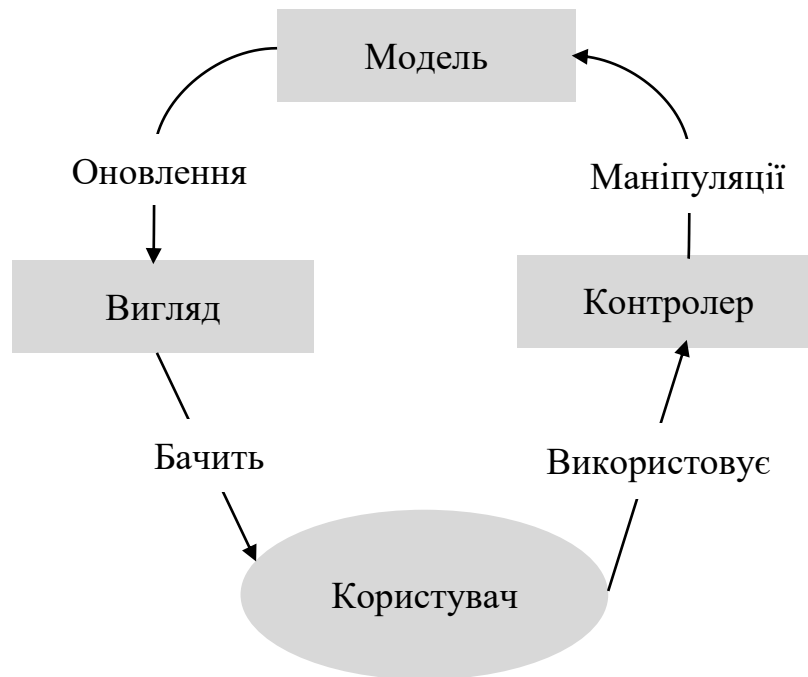 Модель
Оновлення
Маніпуляції
Вигляд
Контролер
Бачить
Використовує
Користувач